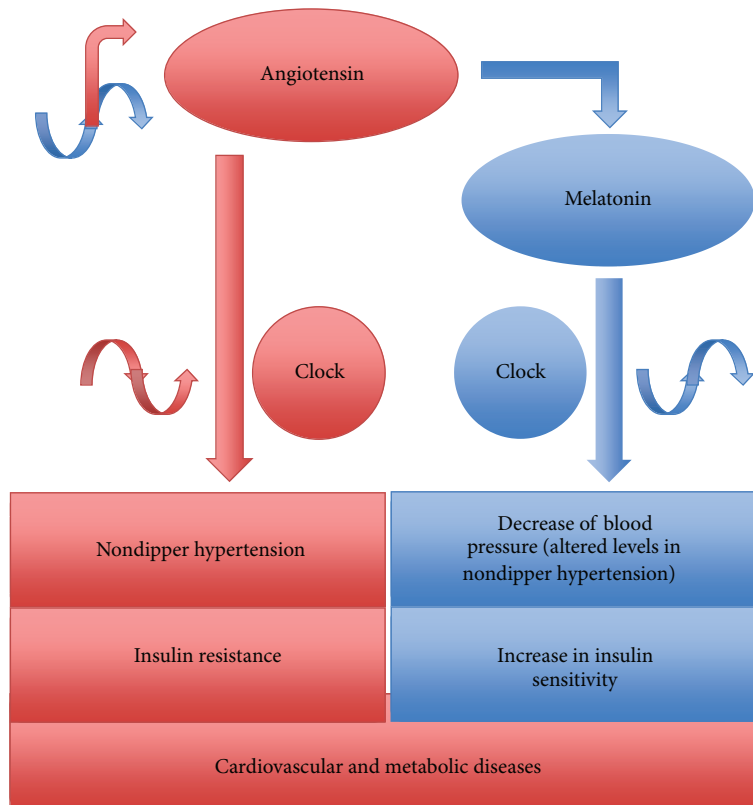 Angiotensin
Melatonin
Clock
Clock
Nondipper hypertension
Decrease of blood
pressure (altered levels in
nondipper hypertension)
Insulin resistance
Increase in insulin
sensitivity
Cardiovascular and metabolic diseases